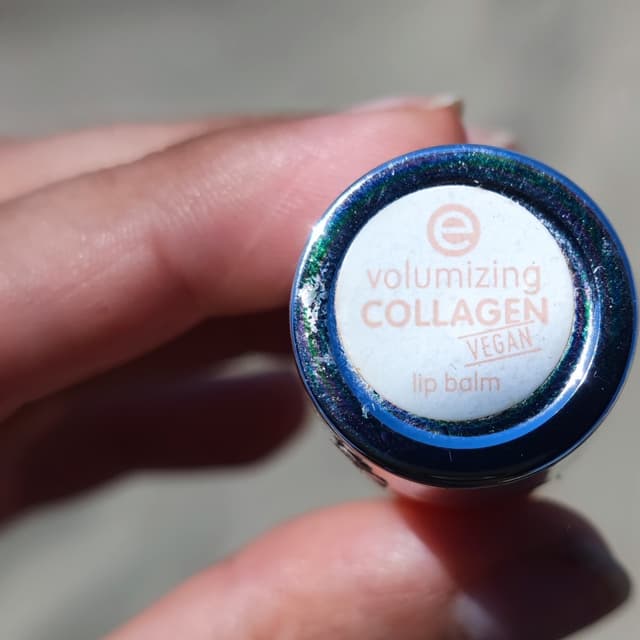 e
volumizing
COLLAGEN
VEGAN
lip balm